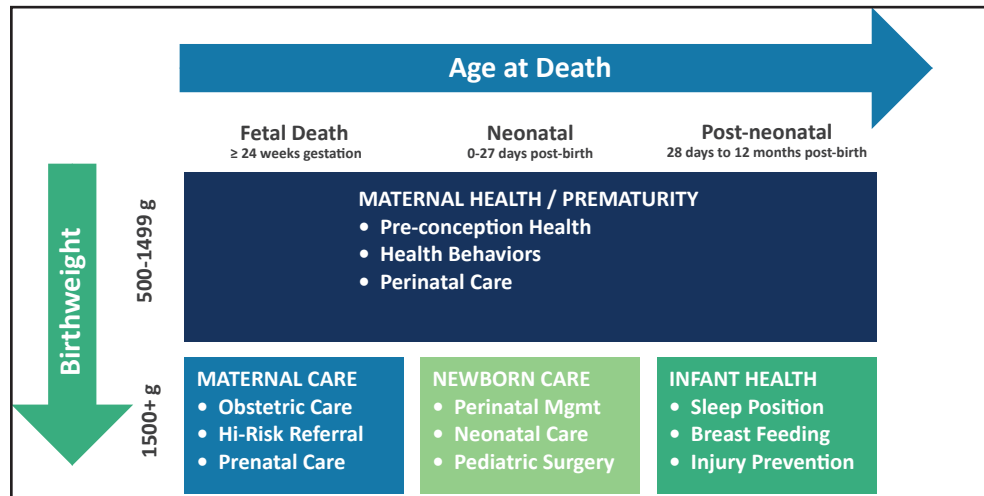 Age at Death
Fetal Death
≥ 24 weeks gestation
Neonatal
0-27 days post-birth
Post-neonatal
28 days to 12 months post-birth
Birthweight
500-1499 g
MATERNAL HEALTH / PREMATURITY
• Pre-conception Health
• Health Behaviors
• Perinatal Care
1500+ g
MATERNAL CARE
• Obstetric Care
• Hi-Risk Referral
• Prenatal Care
NEWBORN CARE
• Perinatal Mgmt
• Neonatal Care
• Pediatric Surgery
INFANT HEALTH
• Sleep Position
• Breast Feeding
• Injury Prevention